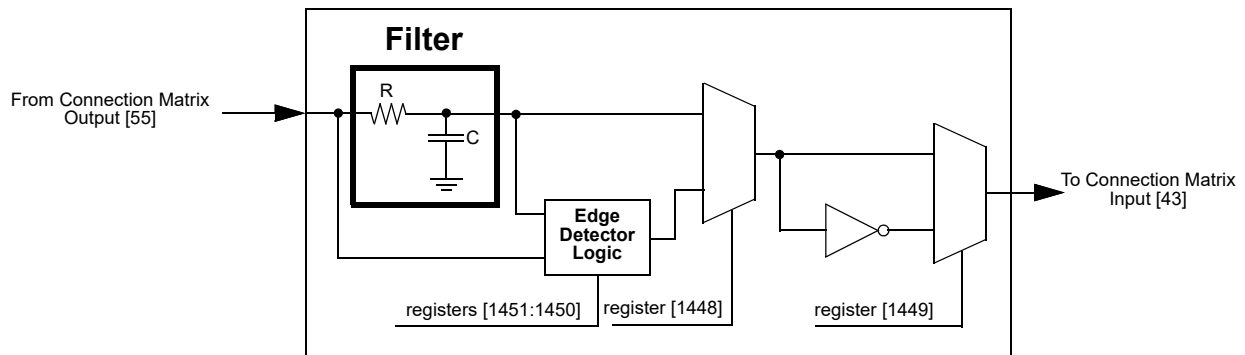 Filter
R
C
From Connection Matrix
Output [55]
To Connection Matrix
Input [43]
Edge
Detector
Logic
registers [1451:1450]
register [1448]
register [1449]